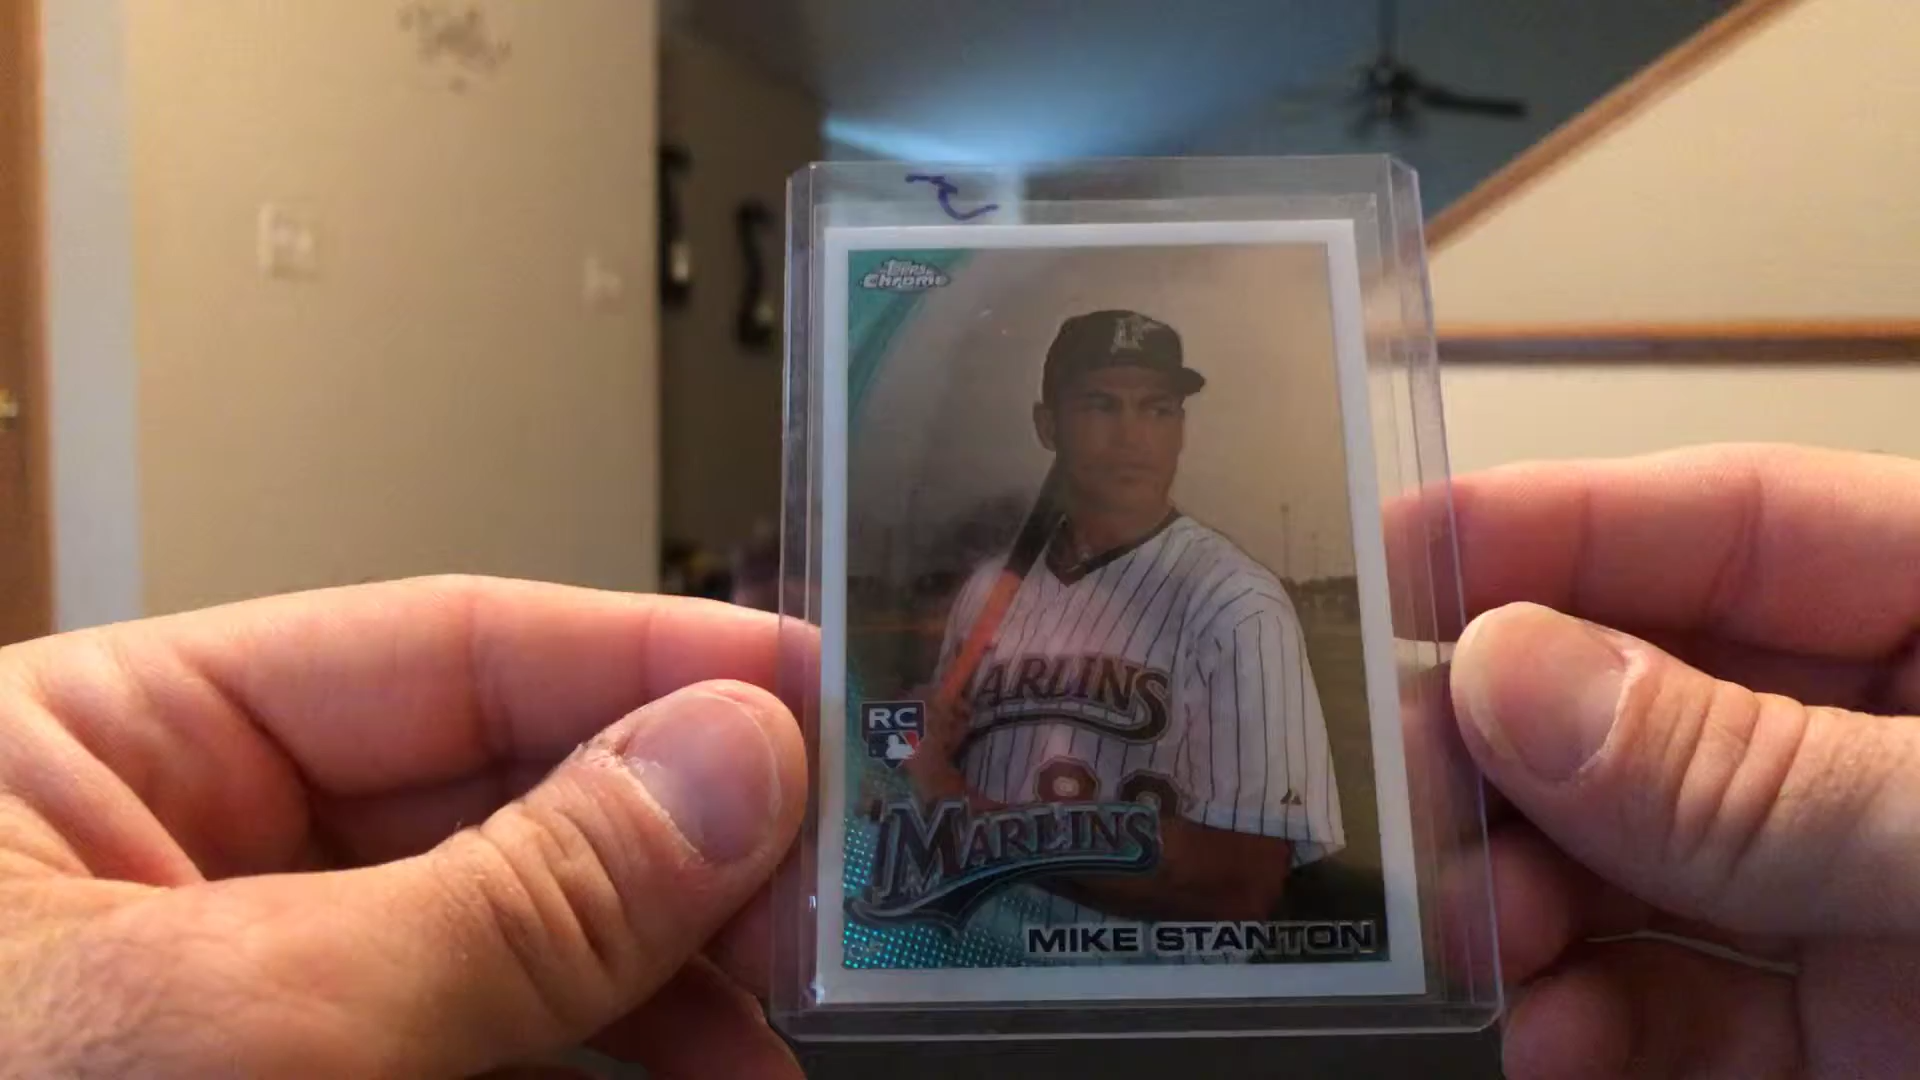 Topps
Chrome
MARLINS
RC
MARLINS
MIKE STANTON